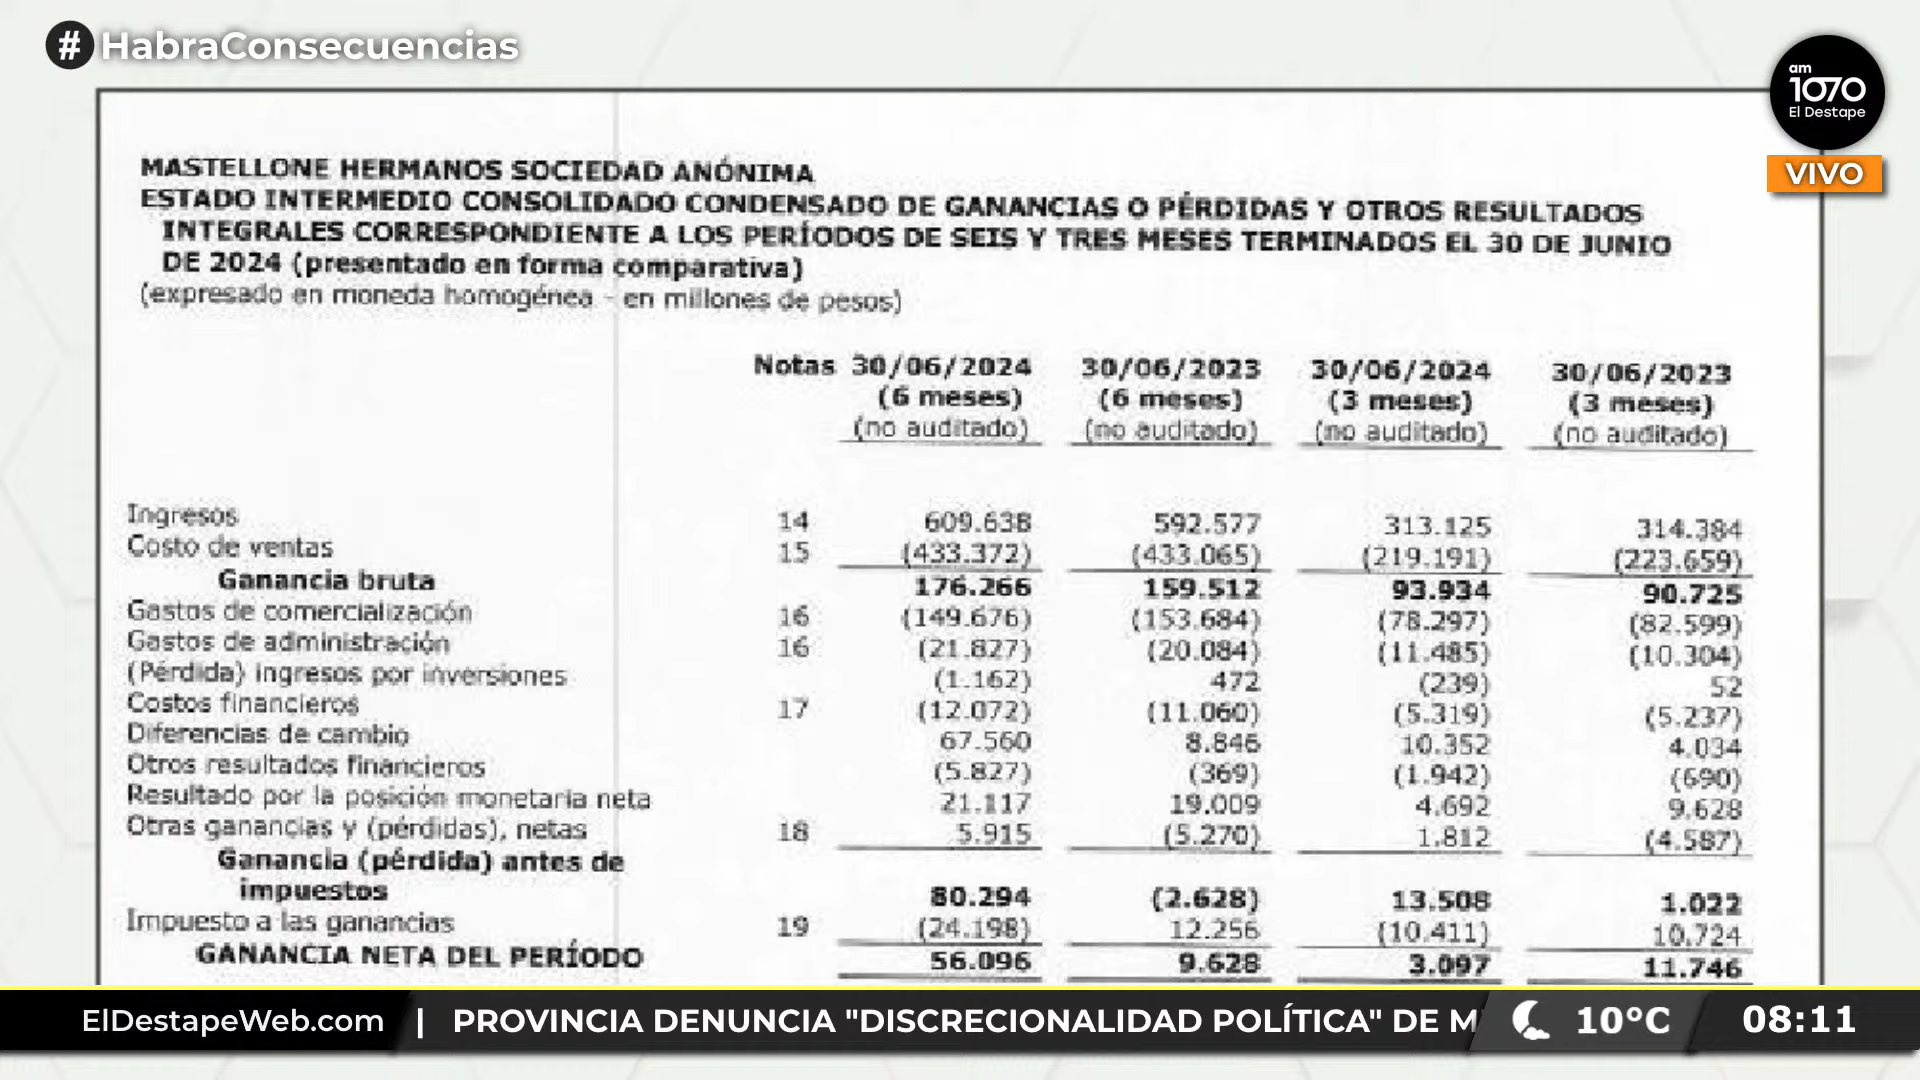 #HabraConsecuencias
am
1070
El Destape
VIVO
MASTELLONE HERMANOS SOCIEDAD ANÓNIMA
ESTADO INTERMEDIO CONSOLIDADO CONDENSADO DE GANANCIAS O PÉRDIDAS Y OTROS RESULTADOS
INTEGRALES CORRESPONDIENTE A LOS PERÍODOS DE SEIS Y TRES MESES TERMINADOS EL 30 DE JUNIO
DE 2024 (presentado en forma comparativa)
(expresado en moneda homogénea - en millones de pesos)
Notas 30/06/2024 30/06/2023 30/06/2024 30/06/2023
(6 meses) (6 meses) (3 meses) (3 meses)
(no auditado) (no auditado) (no auditado) (no auditado)
Ingresos 14 609.638 592.577 313.125 314.384
Costo de ventas 15 (433.372) (433.065) (219.191) (223.659)
Ganancia bruta 176.266 159.512 93.934 90.725
Gastos de comercialización 16 (149.676) (153.684) (78.297) (82.599)
Gastos de administración 16 (21.827) (20.084) (11.485) (10.304)
(Pérdida) ingresos por inversiones (1.162) 472 (239) 52
Costos financieros 17 (12.072) (11.060) (5.319) (5.237)
Diferencias de cambio 67.560 8.846 10.352 4.034
Otros resultados financieros (5.827) (369) (1.942) (690)
Resultado por la posición monetaria neta 21.117 19.009 4.692 9.628
Otras ganancias y (pérdidas), netas 18 5.915 (5.270) 1.812 (4.587)
Ganancia (pérdida) antes de
impuestos 80.294 (2.628) 13.508 1.022
Impuesto a las ganancias 19 (24.198) 12.256 (10.411) 10.724
GANANCIA NETA DEL PERÍODO 56.096 9.628 3.097 11.746
ElDestapeWeb.com | PROVINCIA DENUNCIA "DISCRECIONALIDAD POLÍTICA" DE M 10°C 08:11